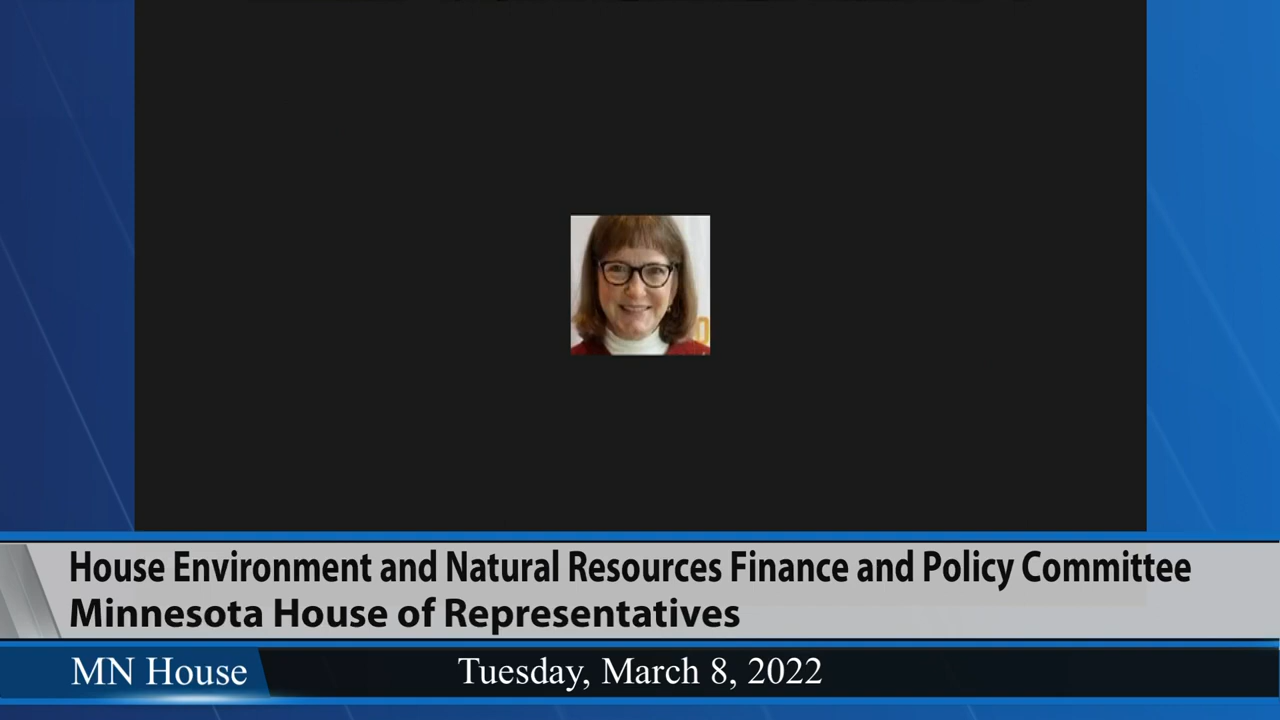 House Environment and Natural Resources Finance and Policy Committee
Minnesota House of Representatives
MN House
Tuesday, March 8, 2022